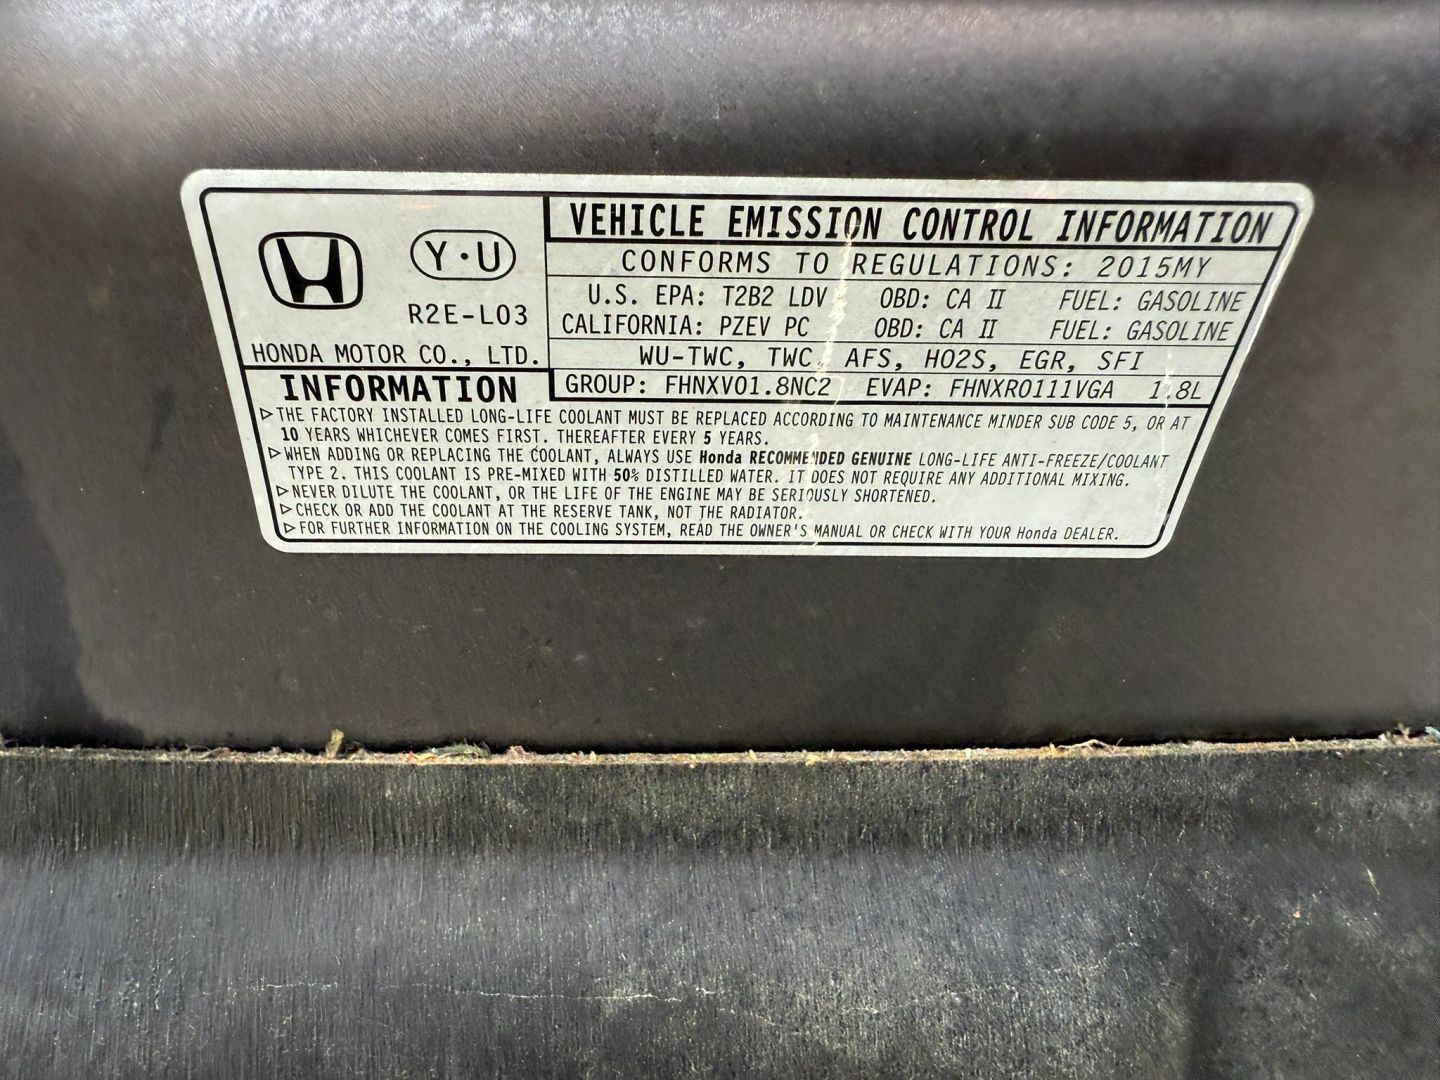 VEHICLE EMISSION CONTROL INFORMATION
CONFORMS TO REGULATIONS: 2015MY
U.S. EPA: T2B2 LDV OBD: CA II FUEL: GASOLINE
CALIFORNIA: PZEV PC OBD: CA II FUEL: GASOLINE
WU-TWC, TWC, AFS, HO2S, EGR, SFI
GROUP: FHNXV01.8NC2 EVAP: FHNXR0111VGA 1.8L
Y·U
R2E-L03
HONDA MOTOR CO., LTD.
INFORMATION
▷THE FACTORY INSTALLED LONG-LIFE COOLANT MUST BE REPLACED ACCORDING TO MAINTENANCE MINDER SUB CODE 5, OR AT
10 YEARS WHICHEVER COMES FIRST. THEREAFTER EVERY 5 YEARS.
▷WHEN ADDING OR REPLACING THE COOLANT, ALWAYS USE Honda RECOMMENDED GENUINE LONG-LIFE ANTI-FREEZE/COOLANT
TYPE 2. THIS COOLANT IS PRE-MIXED WITH 50% DISTILLED WATER. IT DOES NOT REQUIRE ANY ADDITIONAL MIXING.
▷NEVER DILUTE THE COOLANT, OR THE LIFE OF THE ENGINE MAY BE SERIOUSLY SHORTENED.
▷CHECK OR ADD THE COOLANT AT THE RESERVE TANK, NOT THE RADIATOR.
▷FOR FURTHER INFORMATION ON THE COOLING SYSTEM, READ THE OWNER'S MANUAL OR CHECK WITH YOUR Honda DEALER.